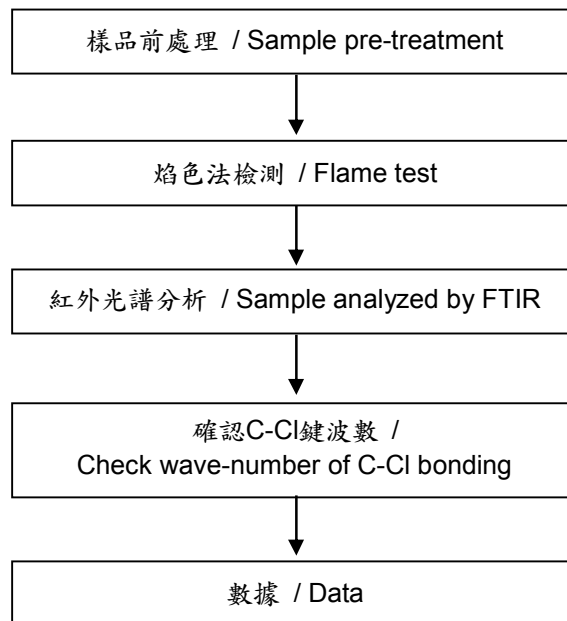 樣品前處理 / Sample pre-treatment
焰色法檢測 / Flame test
紅外光譜分析 / Sample analyzed by FTIR
確認C-Cl鍵波數 /
Check wave-number of C-Cl bonding
數據 / Data